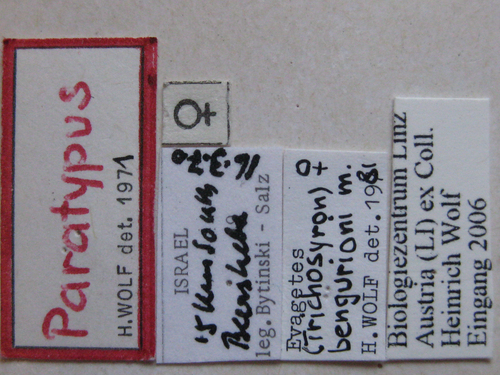 Paratypus
H. WOLF det. 1971
♀
ISRAEL
leg. Bytinski - Salz
Evagetes
(Trichosyron) ♀
bengurioni m.
H. WOLF det. 1981
Biologiezentrum Linz
Austria (LI) ex Coll.
Heinrich Wolf
Eingang 2006